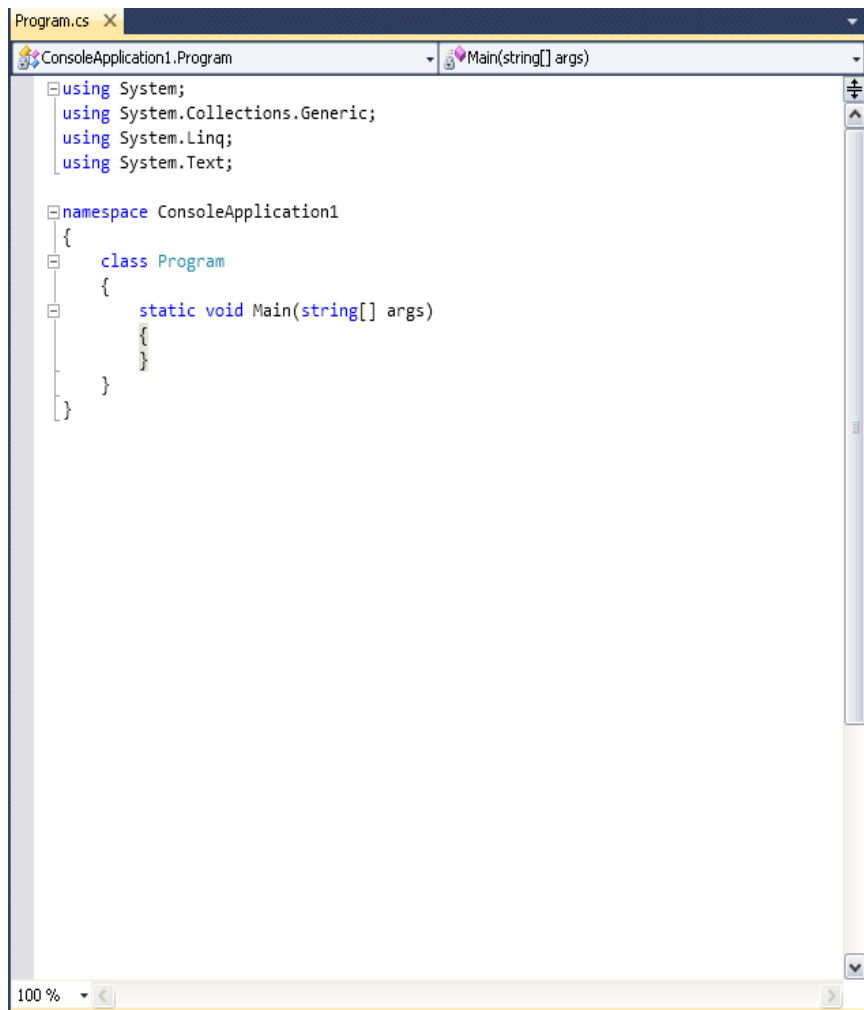 Program.cs X
ConsoleApplication1.Program
Main(string[] args)
using System;
using System.Collections.Generic;
using System.Linq;
using System.Text;
namespace ConsoleApplication1
{
class Program
{
static void Main(string[] args)
{
}
}
}
100 %